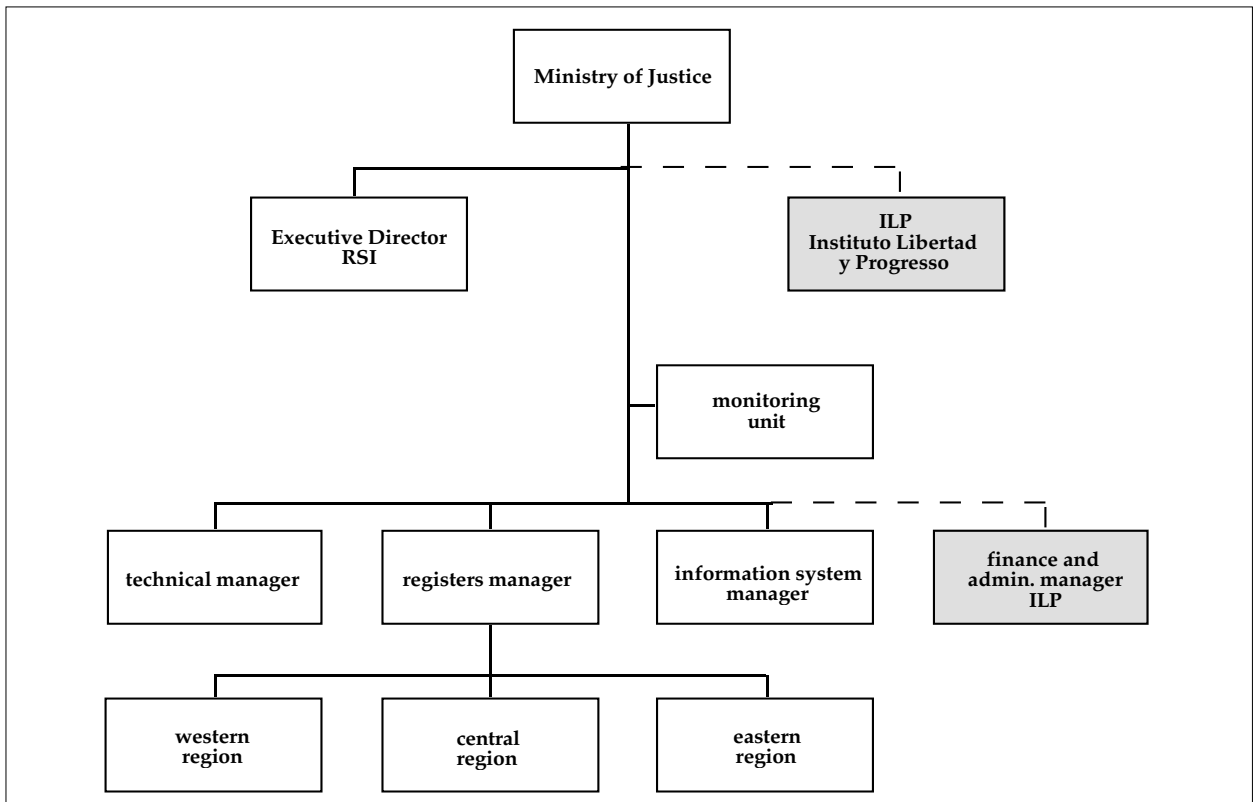 Ministry of Justice
Executive Director
RSI
ILP
Instituto Libertad
y Progresso
monitoring
unit
technical manager
registers manager
information system
manager
finance and
admin. manager
ILP
western
region
central
region
eastern
region